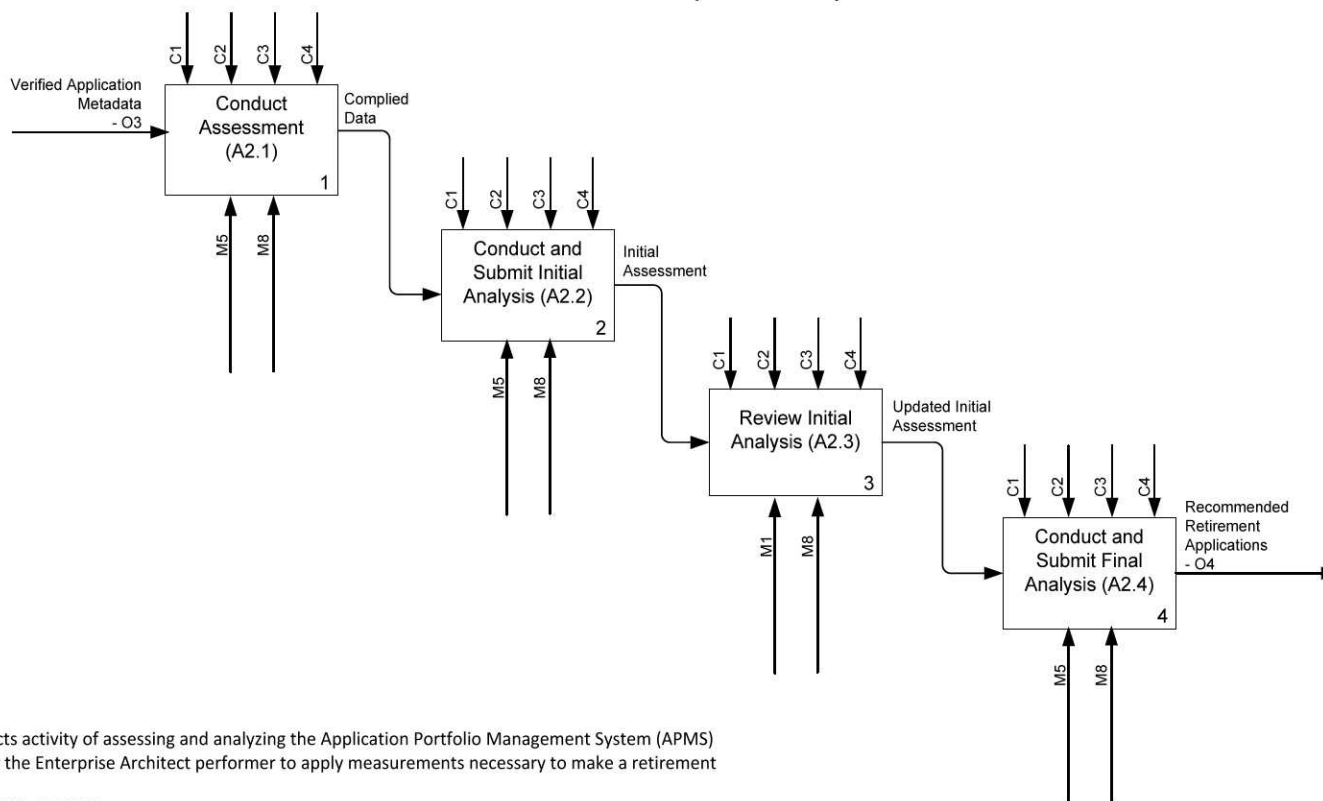 C1
C2
C3
C4
Verified Application
Metadata
- O3
Conduct
Assessment
(A2.1)
1
Complied
Data
M5
M8
C1
C2
C3
C4
Conduct and
Submit Initial
Analysis (A2.2)
2
Initial
Assessment
M5
M8
C1
C2
C3
C4
Review Initial
Analysis (A2.3)
3
Updated Initial
Assessment
M1
M8
C1
C2
C3
C4
Conduct and
Submit Final
Analysis (A2.4)
4
Recommended
Retirement
Applications
- O4
M5
M8
cts activity of assessing and analyzing the Application Portfolio Management System (APMS)
the Enterprise Architect performer to apply measurements necessary to make a retirement